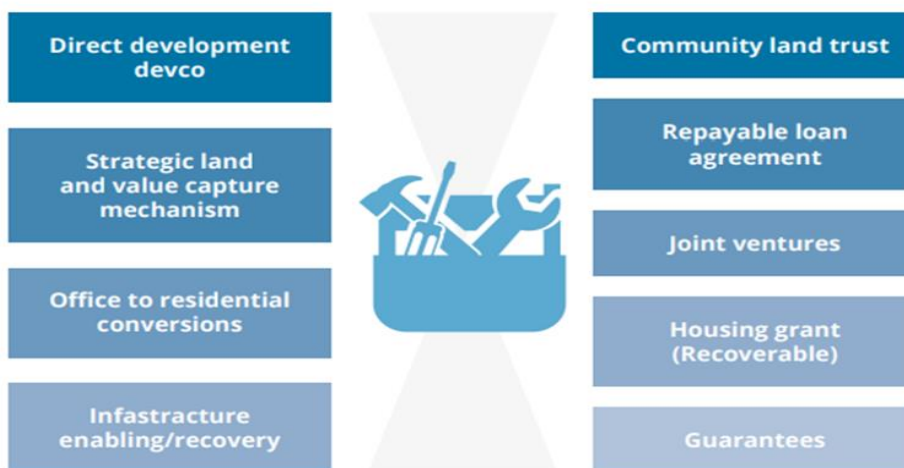 Direct development
devco
Strategic land
and value capture
mechanism
Office to residential
conversions
Infastracture
enabling/recovery
Community land trust
Repayable loan
agreement
Joint ventures
Housing grant
(Recoverable)
Guarantees